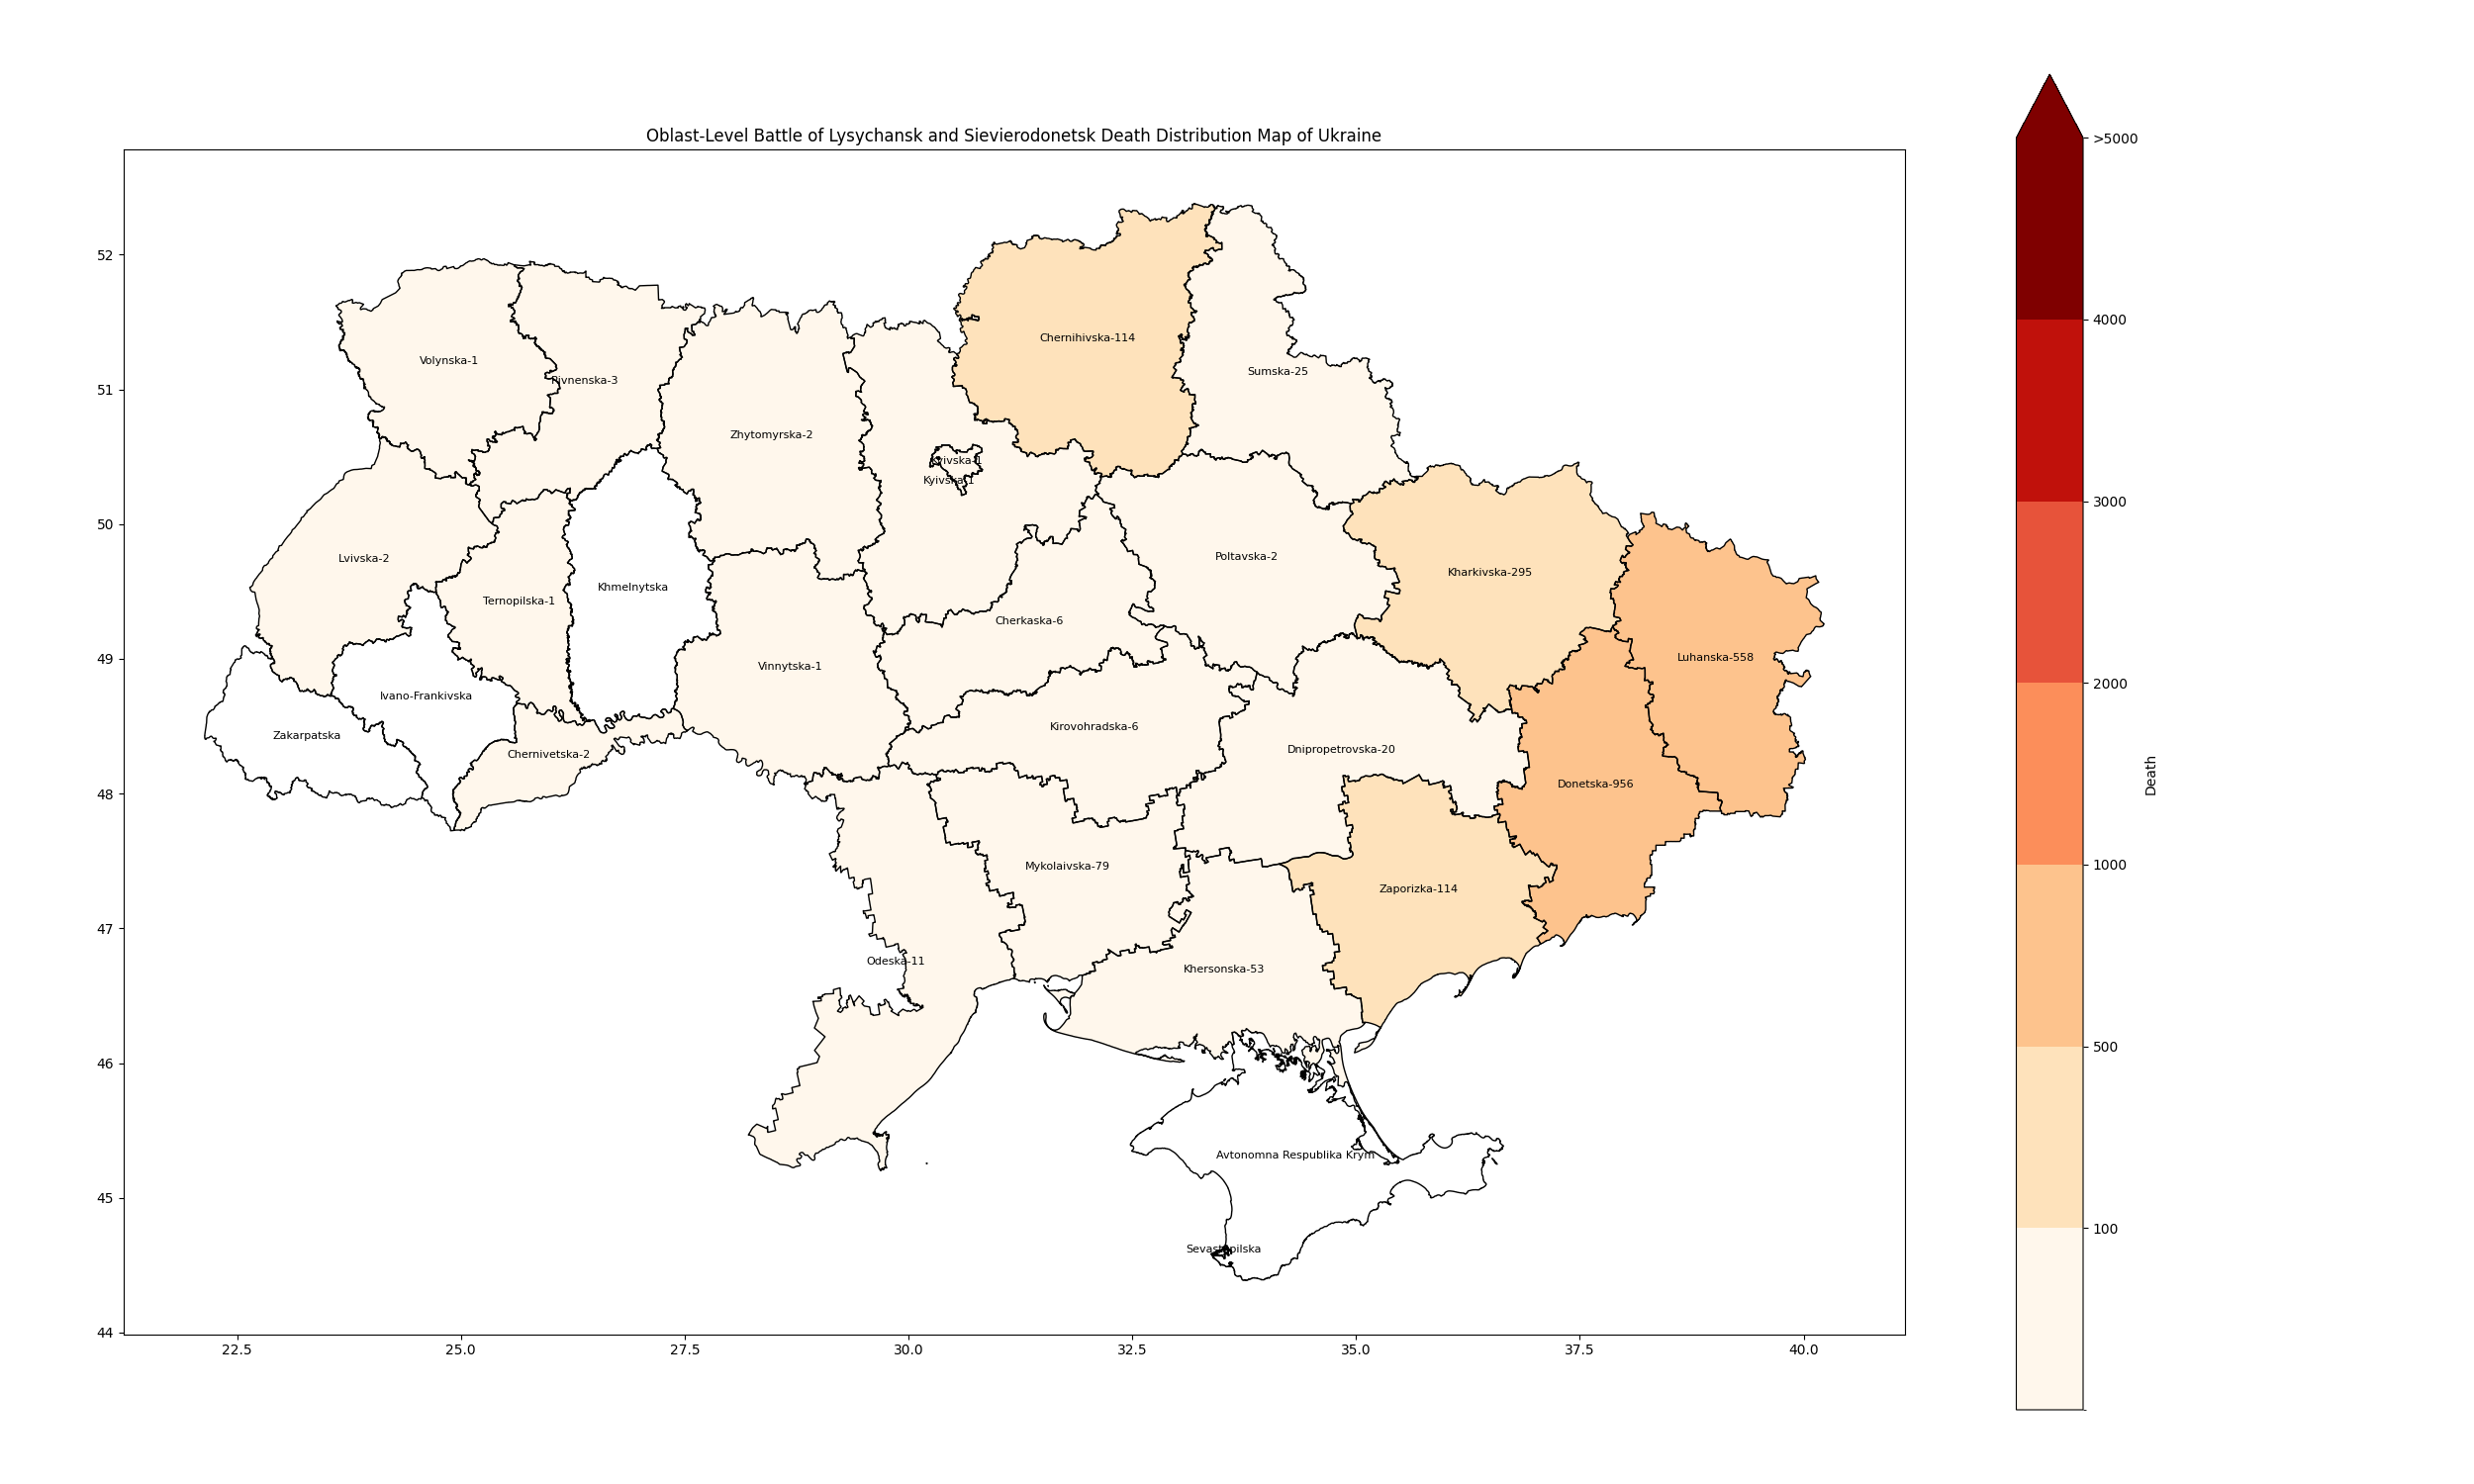 Oblast-Level Battle of Lysychansk and Sievierodonetsk Death Distribution Map of Ukraine
>5000
4000
3000
2000
1000
500
100
Death
52
51
50
49
48
47
46
45
44
22.5
25.0
27.5
30.0
32.5
35.0
37.5
40.0
Chernihivska-114
Volynska-1
Sumska-25
Rivnenska-3
Zhytomyrska-2
Kyivska-1
Kyivska-1
Lvivska-2
Poltavska-2
Kharkivska-295
Khmelnytska
Ternopilska-1
Cherkaska-6
Luhanska-558
Vinnytska-1
Ivano-Frankivska
Kirovohradska-6
Zakarpatska
Dnipropetrovska-20
Chernivetska-2
Donetska-956
Mykolaivska-79
Zaporizka-114
Odeska-11
Khersonska-53
Avtonomna Respublika Krym
Sevastopilska